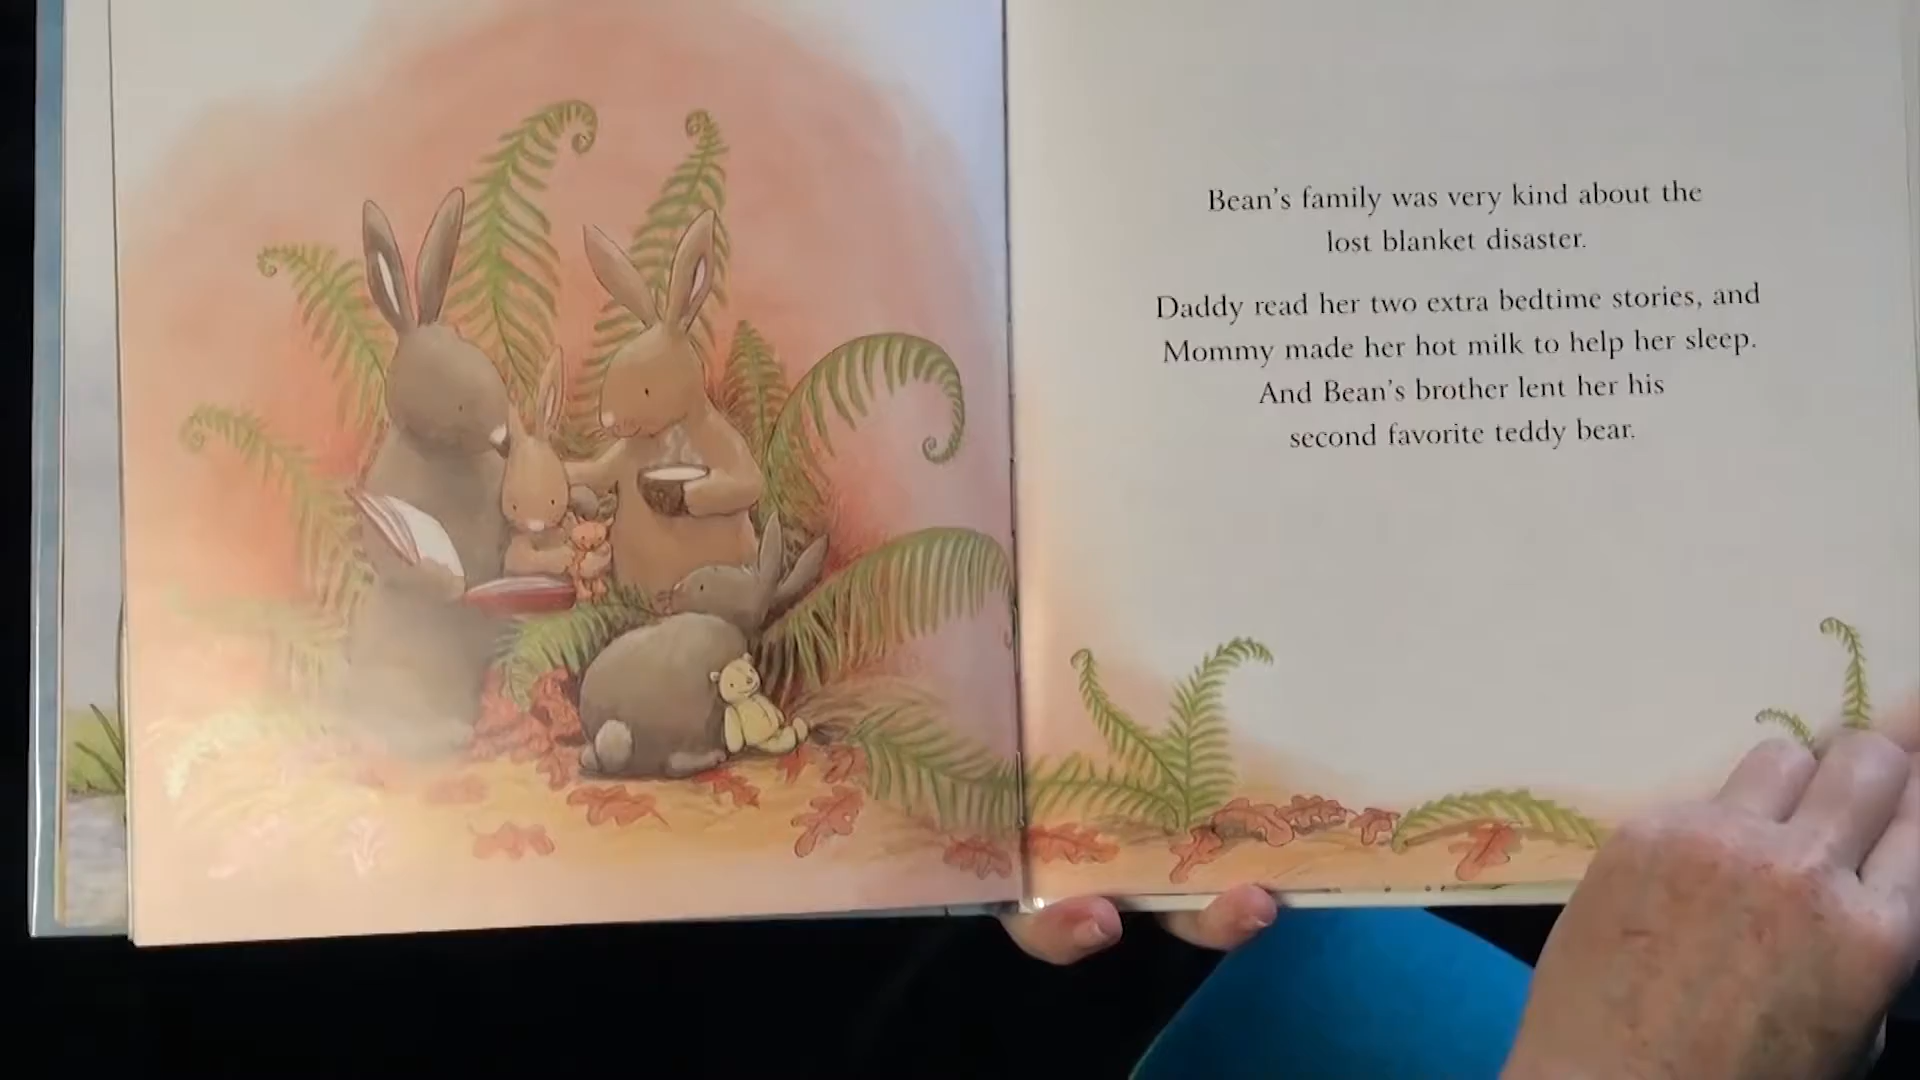 Bean's family was very kind about the
lost blanket disaster.
Daddy read her two extra bedtime stories, and
Mommy made her hot milk to help her sleep.
And Bean's brother lent her his
second favorite teddy bear.